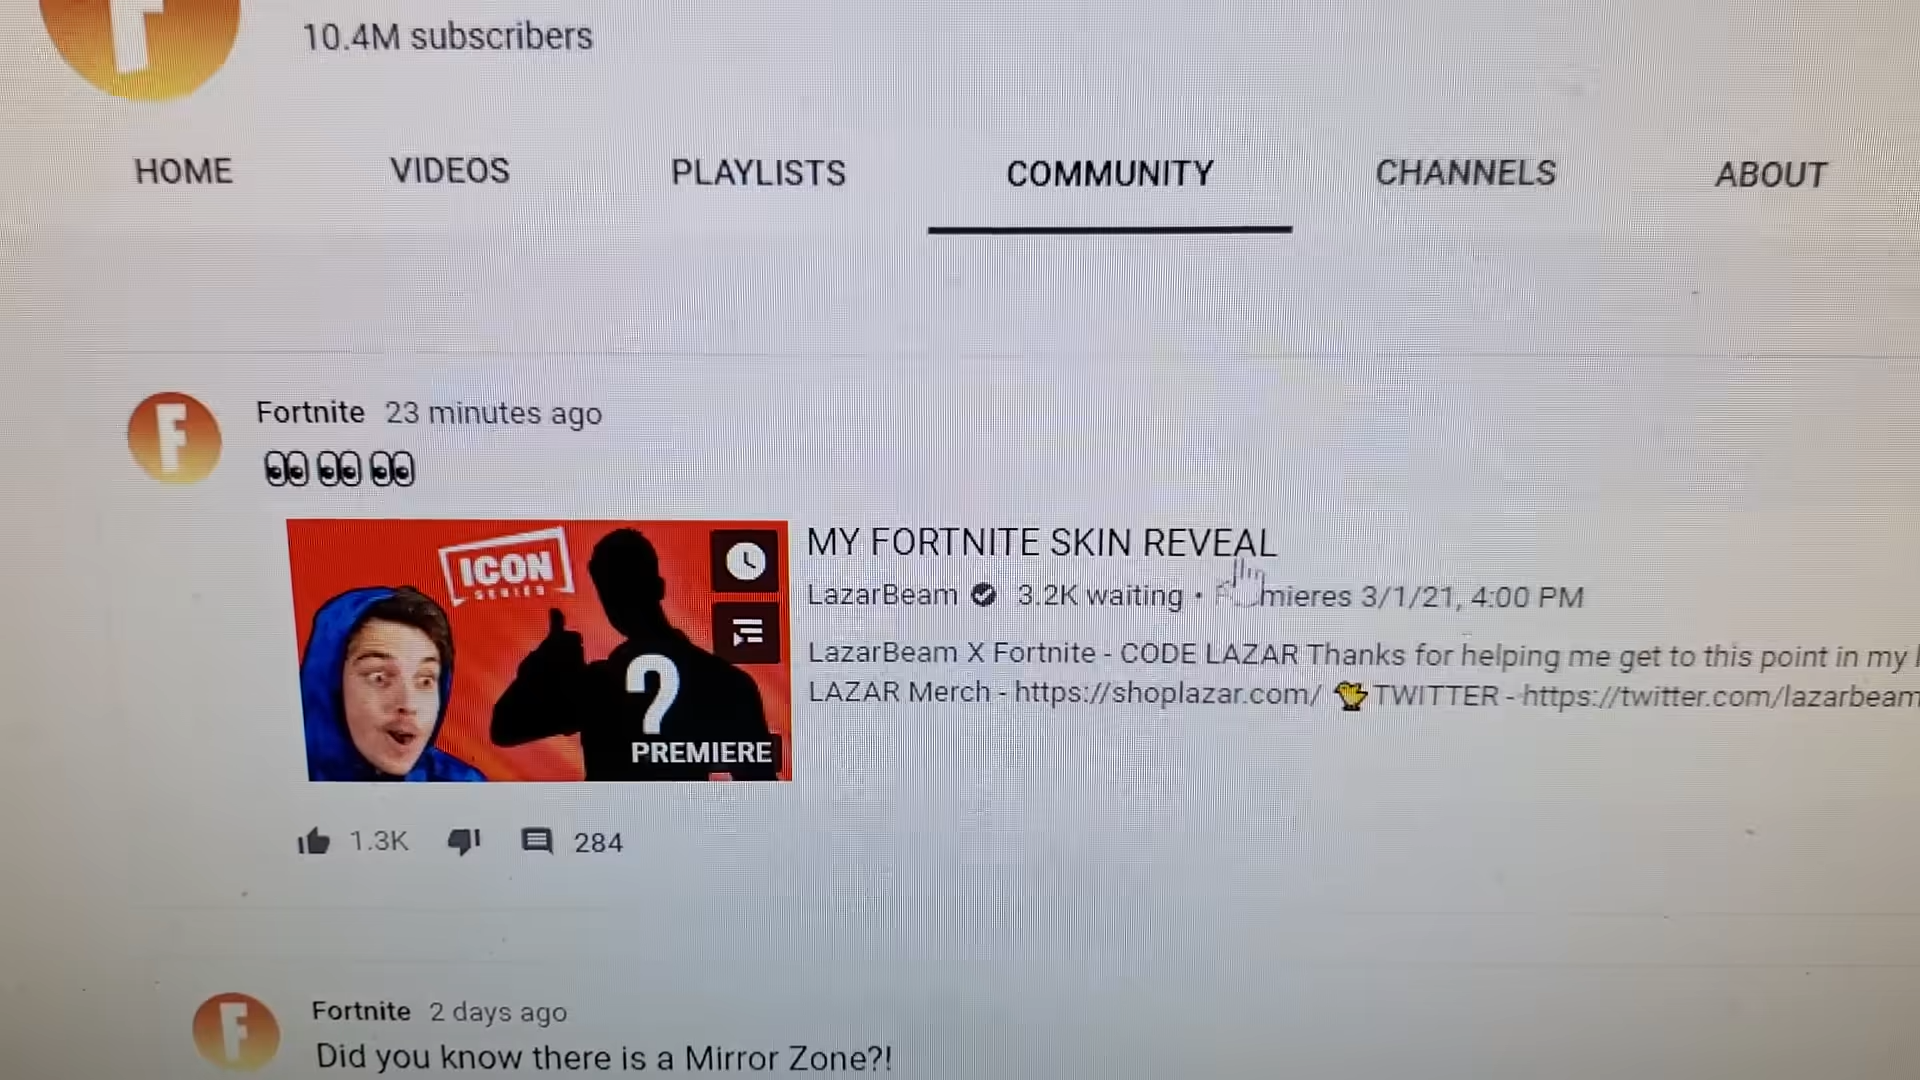 10.4M subscribers
HOME VIDEOS PLAYLISTS COMMUNITY CHANNELS ABOUT
Fortnite 23 minutes ago
👀 👀 👀
ICON
SERIES
?
PREMIERE
MY FORTNITE SKIN REVEAL
LazarBeam 3.2K waiting • mieres 3/1/21, 4:00 PM
LazarBeam X Fortnite - CODE LAZAR Thanks for helping me get to this point in my
LAZAR Merch - https://shoplazar.com/ 🐤 TWITTER - https://twitter.com/lazarbeam
1.3K 284
Fortnite 2 days ago
Did you know there is a Mirror Zone?!